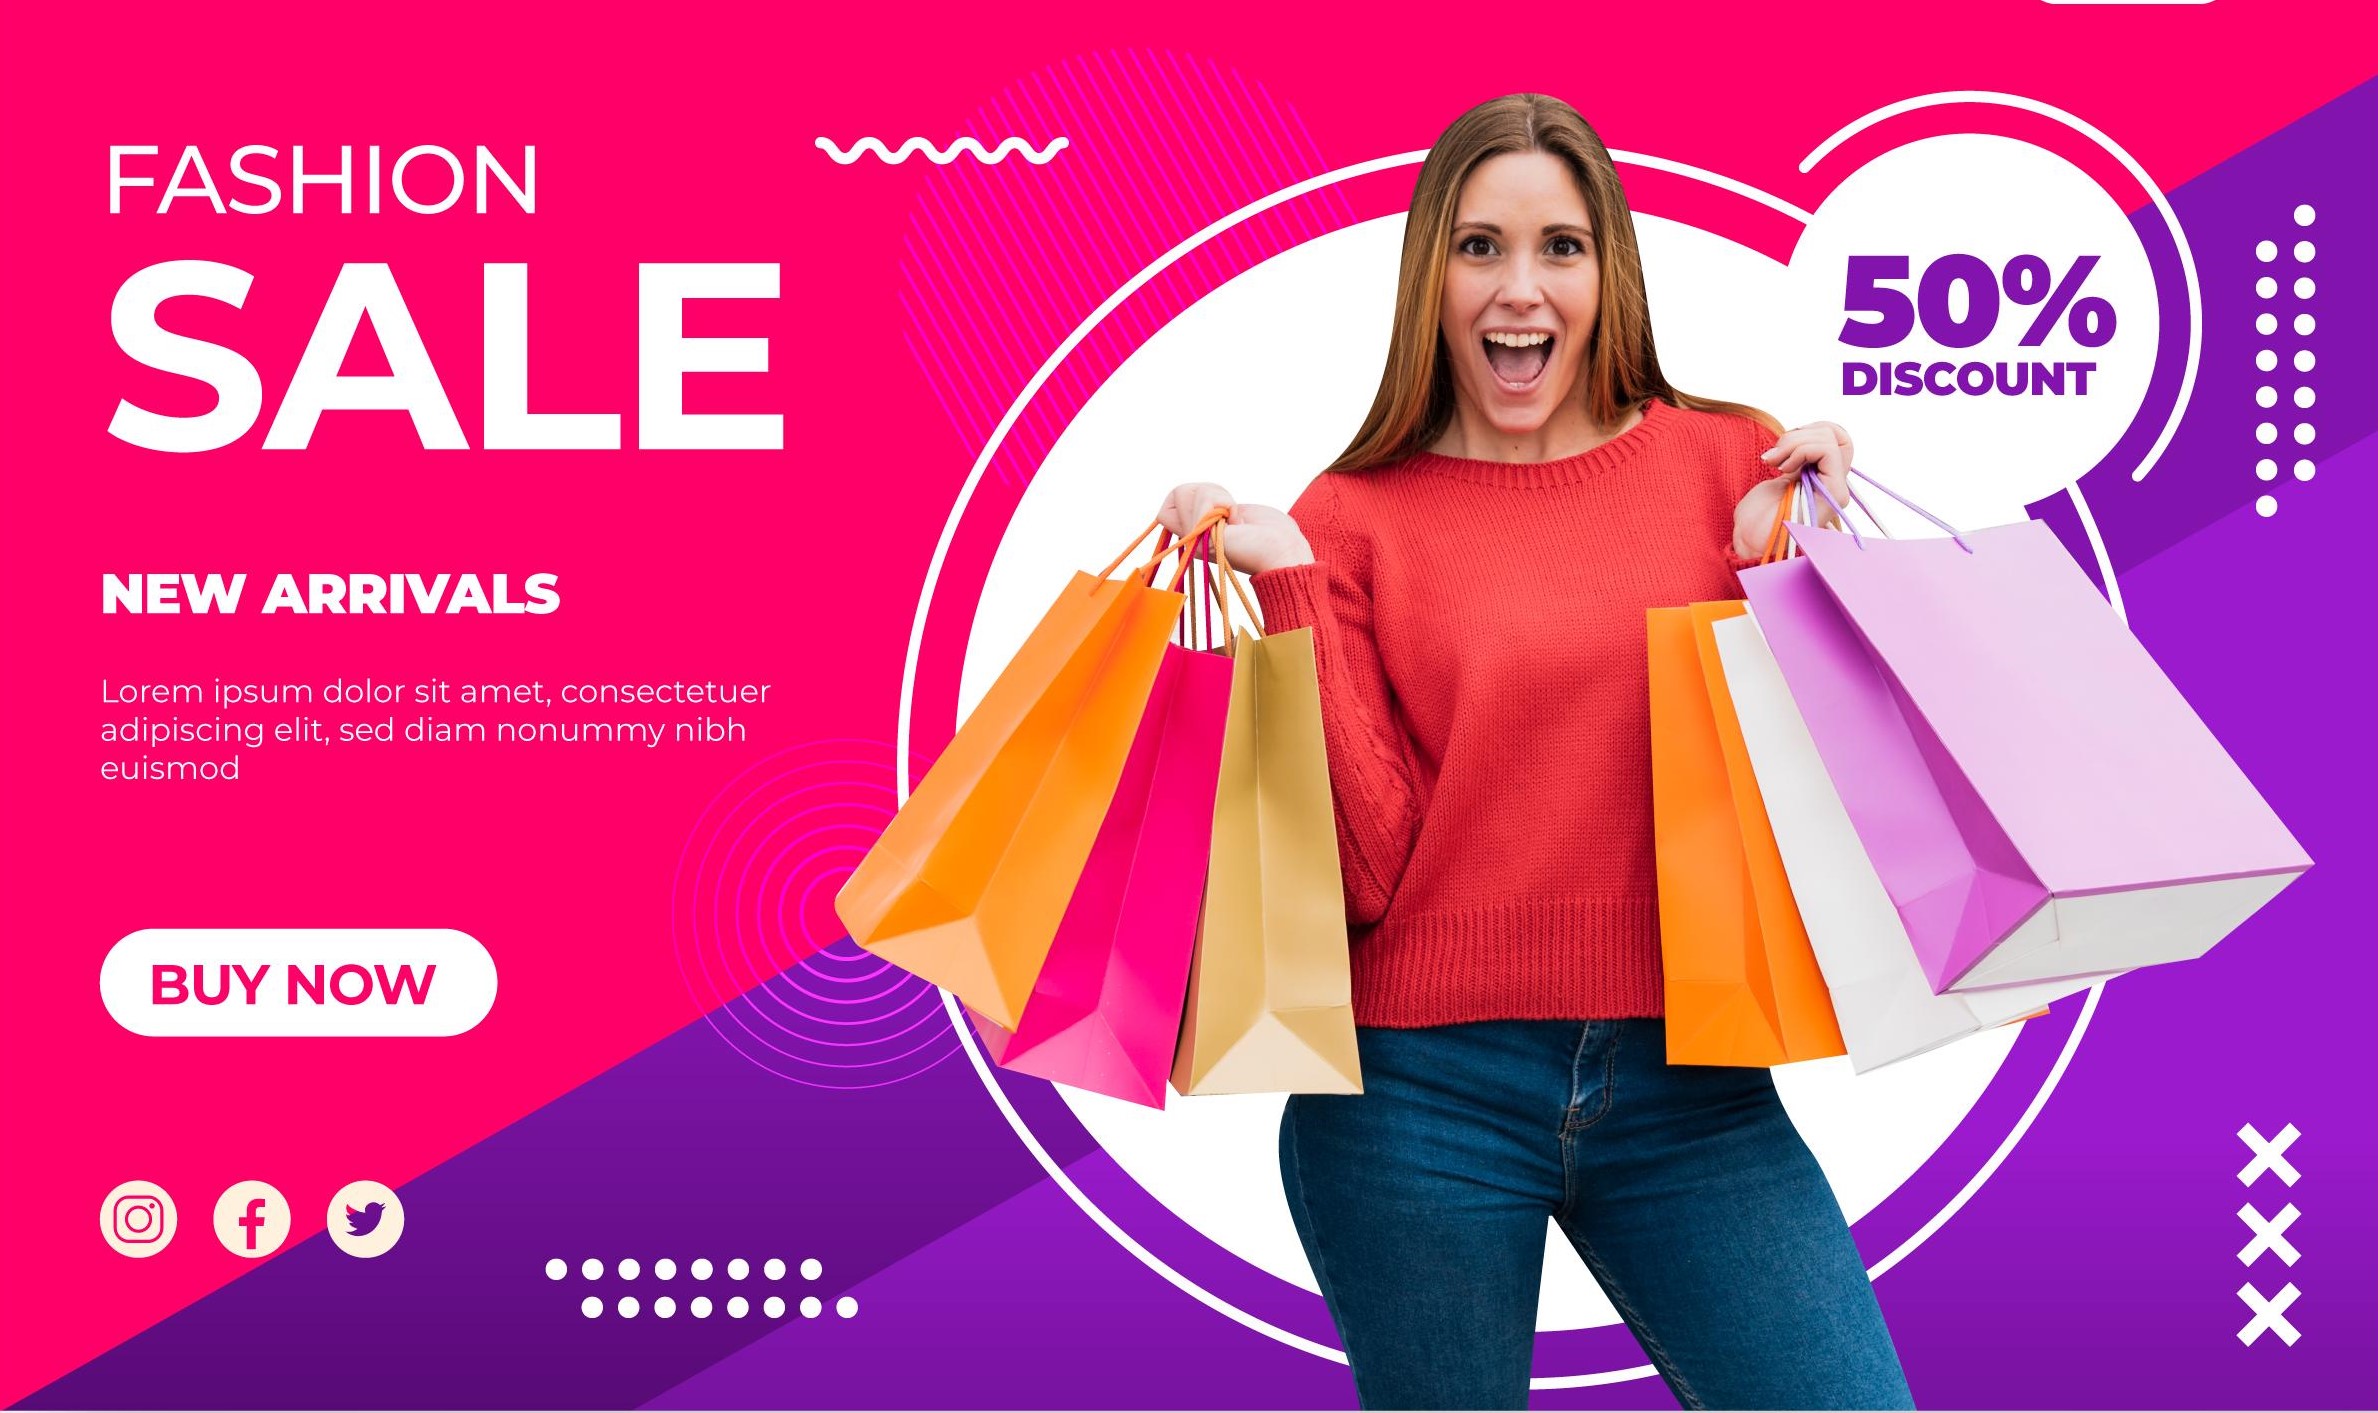 FASHION
SALE
50%
DISCOUNT
NEW ARRIVALS
Lorem ipsum dolor sit amet, consectetuer
adipiscing elit, sed diam nonummy nibh
euismod
BUY NOW